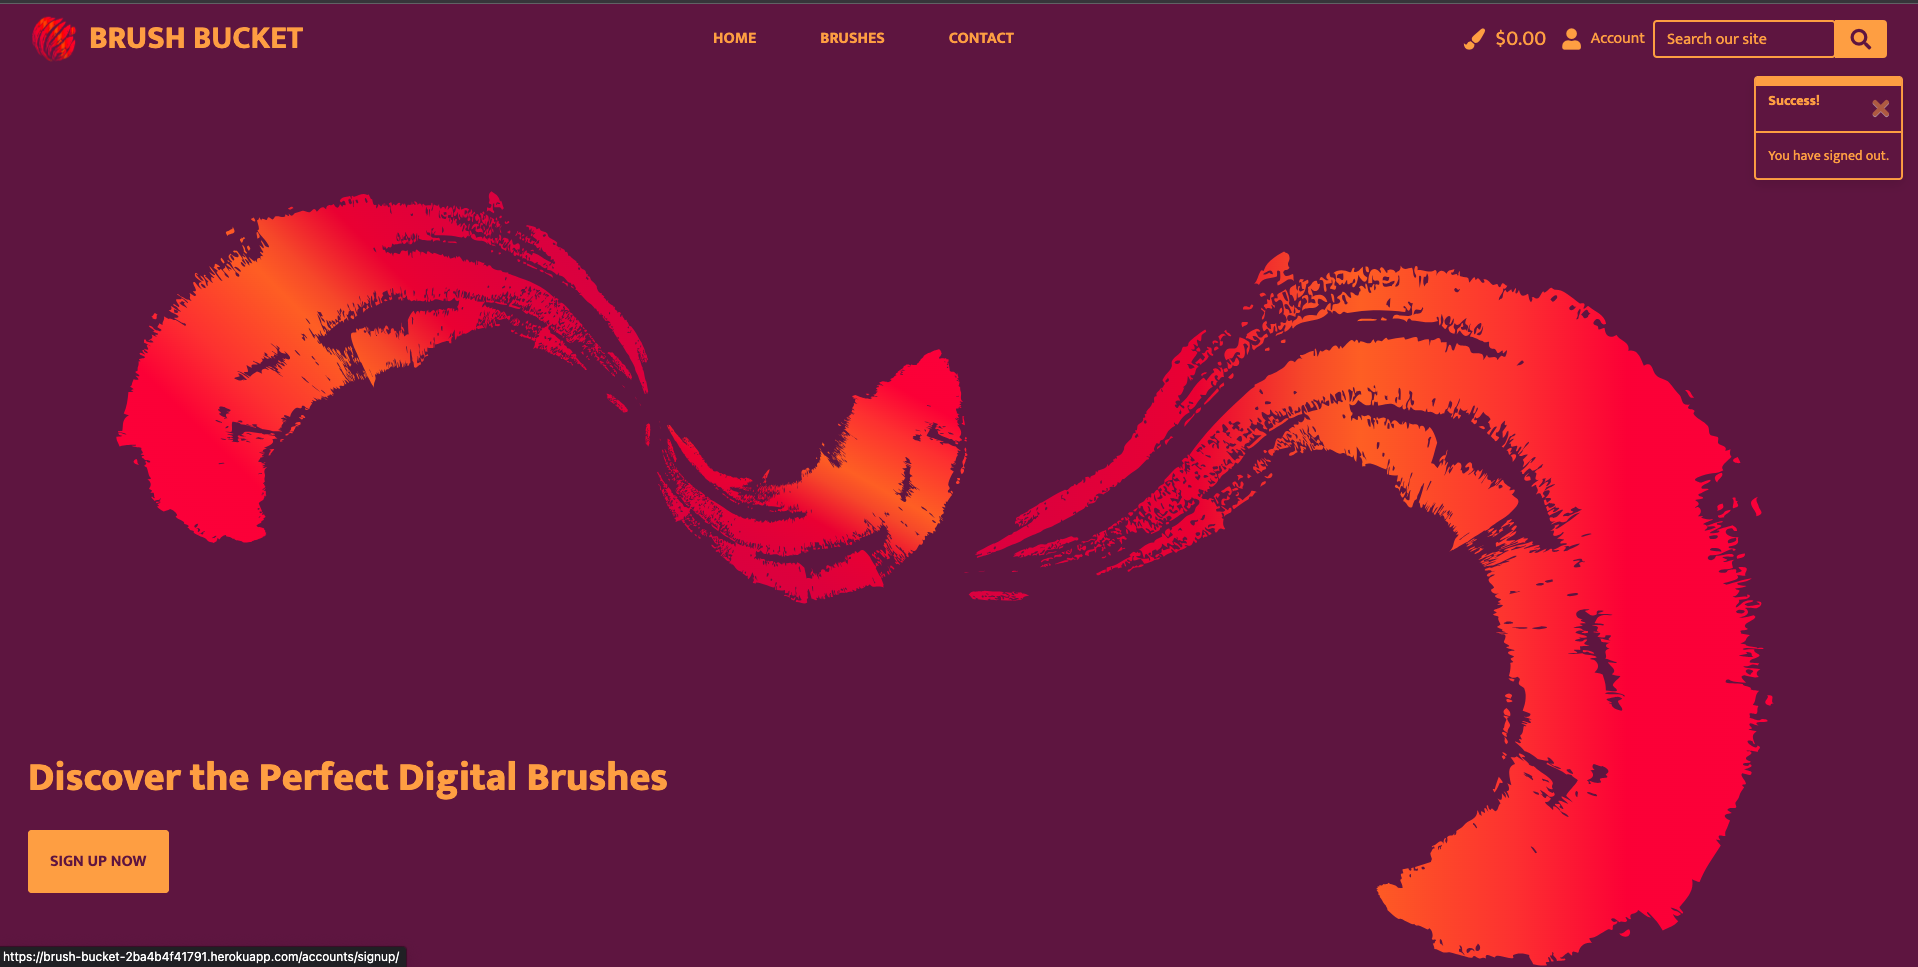 BRUSH BUCKET
HOME
BRUSHES
CONTACT
$0.00
Account
Search our site
Success!
You have signed out.
Discover the Perfect Digital Brushes
SIGN UP NOW
https://brush-bucket-2ba4b4f41791.herokuapp.com/accounts/signup/